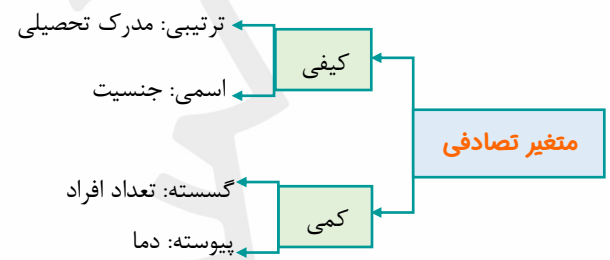 متغیر تصادفی
کیفی
ترتیبی: مدرک تحصیلی
اسمی: جنسیت
کمی
گسسته: تعداد افراد
پیوسته: دما